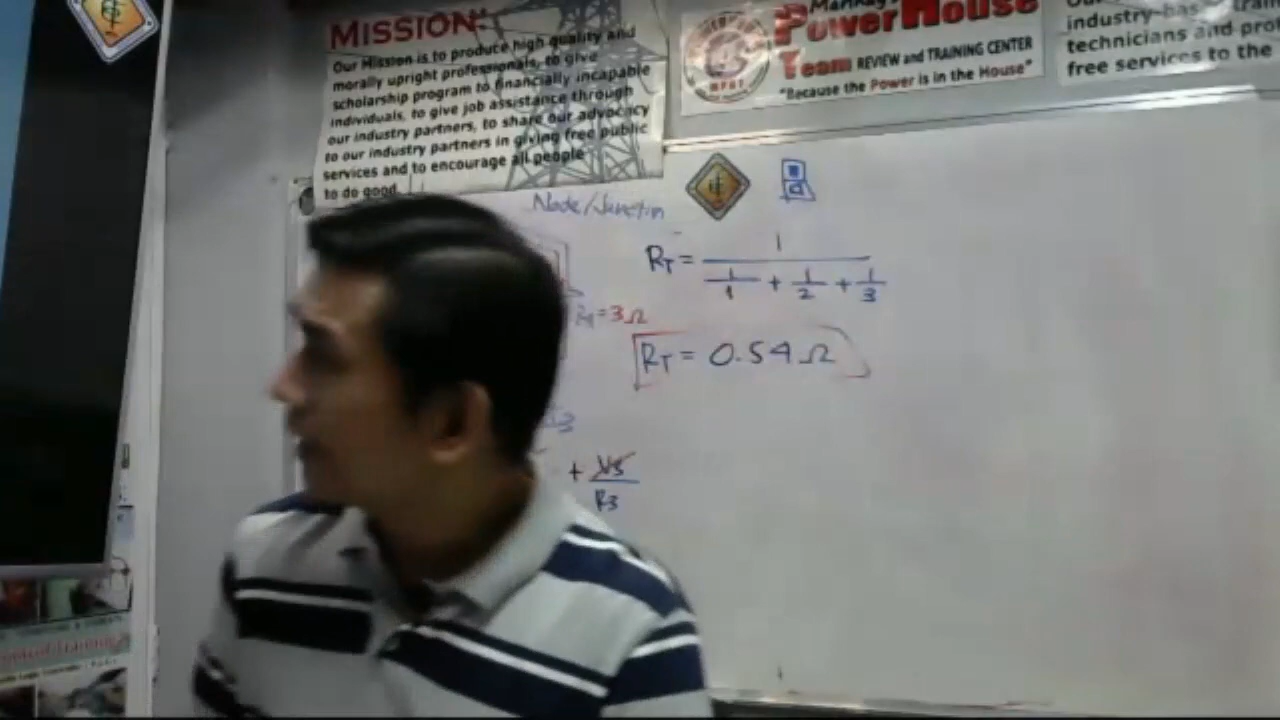 MISSION:
Our Mission is to produce high quality and
morally upright professionals, to give
scholarship program to financially incapable
individuals, to give job assistance through
our industry partners, to share our advocacy
to our industry partners in giving free public
services and to encourage all people
to do good.
PowerHouse
Team REVIEW and TRAINING CENTER
"Because the Power is in the House"
industry-bas
technicians and pro
free services to the
Node/Junction
RT = 1 / (1/1 + 1/2 + 1/3)
= 3Ω
RT = 0.54 Ω
+ V5/R3